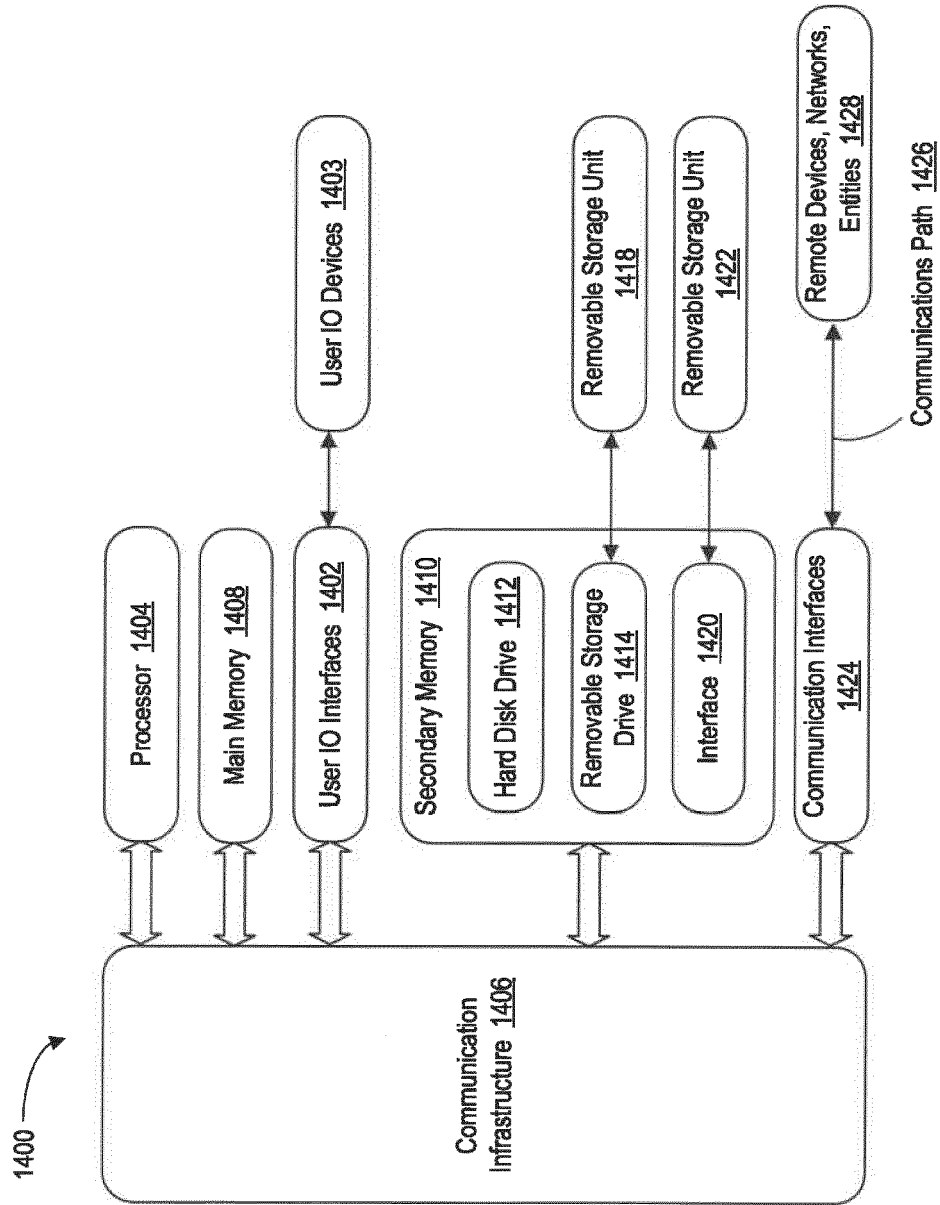 1400
Communication
Infrastructure 1406
Processor 1404
Main Memory 1408
User IO Interfaces 1402
User IO Devices 1403
Secondary Memory 1410
Hard Disk Drive 1412
Removable Storage
Drive 1414
Removable Storage Unit
1418
Interface 1420
Removable Storage Unit
1422
Communication Interfaces
1424
Remote Devices, Networks,
Entities 1428
Communications Path 1426